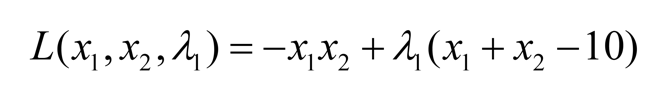 L(x₁, x₂, λ₁) = −x₁x₂ + λ₁(x₁ + x₂ − 10)